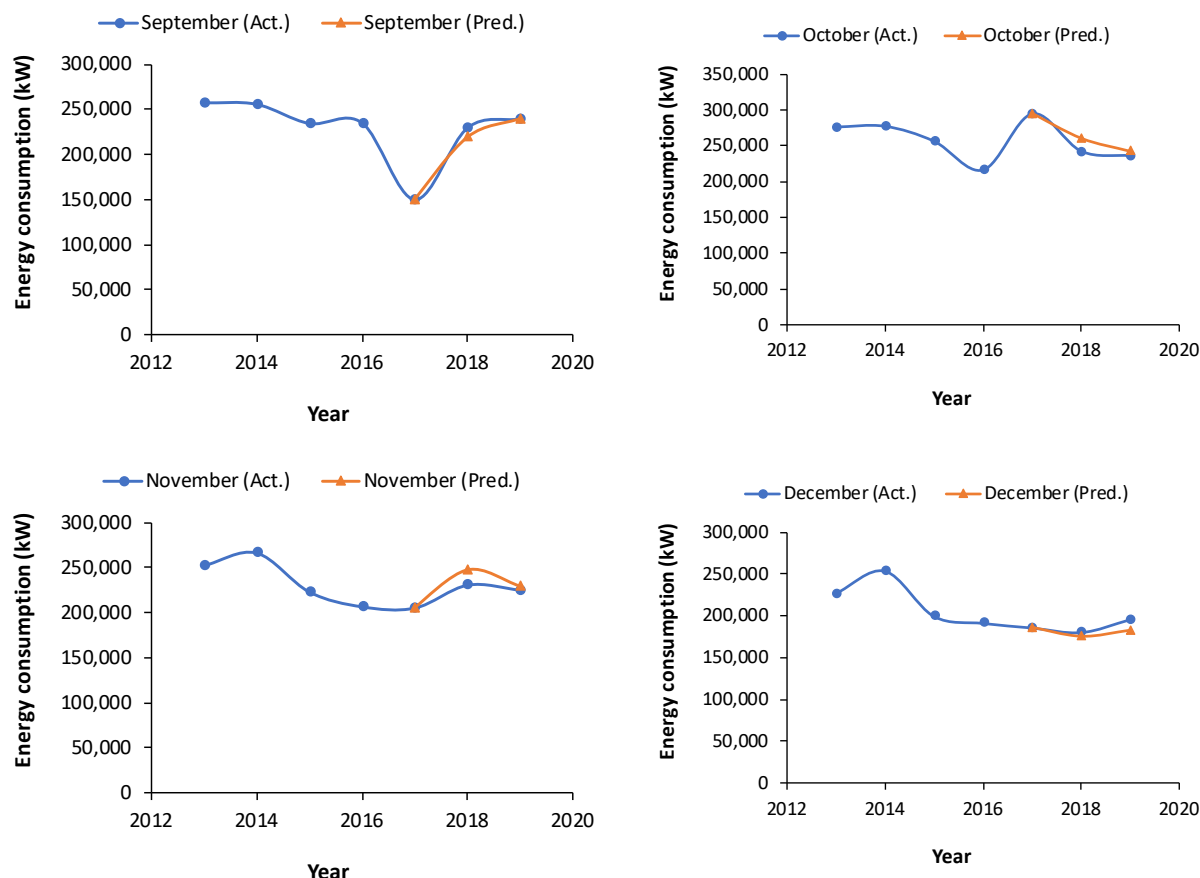 September (Act.) September (Pred.)
300,000
250,000
200,000
150,000
100,000
50,000
0
2012 2014 2016 2018 2020
Energy consumption (kW)
Year
October (Act.) October (Pred.)
350,000
300,000
250,000
200,000
150,000
100,000
50,000
0
2012 2014 2016 2018 2020
Energy consumption (kW)
Year
November (Act.) November (Pred.)
300,000
250,000
200,000
150,000
100,000
50,000
0
2012 2014 2016 2018 2020
Energy consumption (kW)
Year
December (Act.) December (Pred.)
300,000
250,000
200,000
150,000
100,000
50,000
0
2012 2014 2016 2018 2020
Energy consumption (kW)
Year